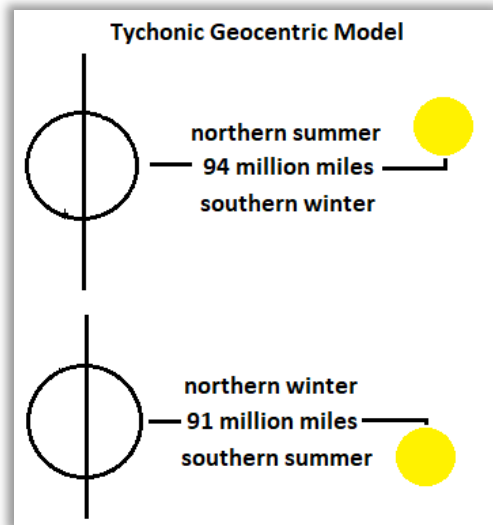 Tychonic Geocentric Model
northern summer
94 million miles
southern winter
northern winter
91 million miles
southern summer